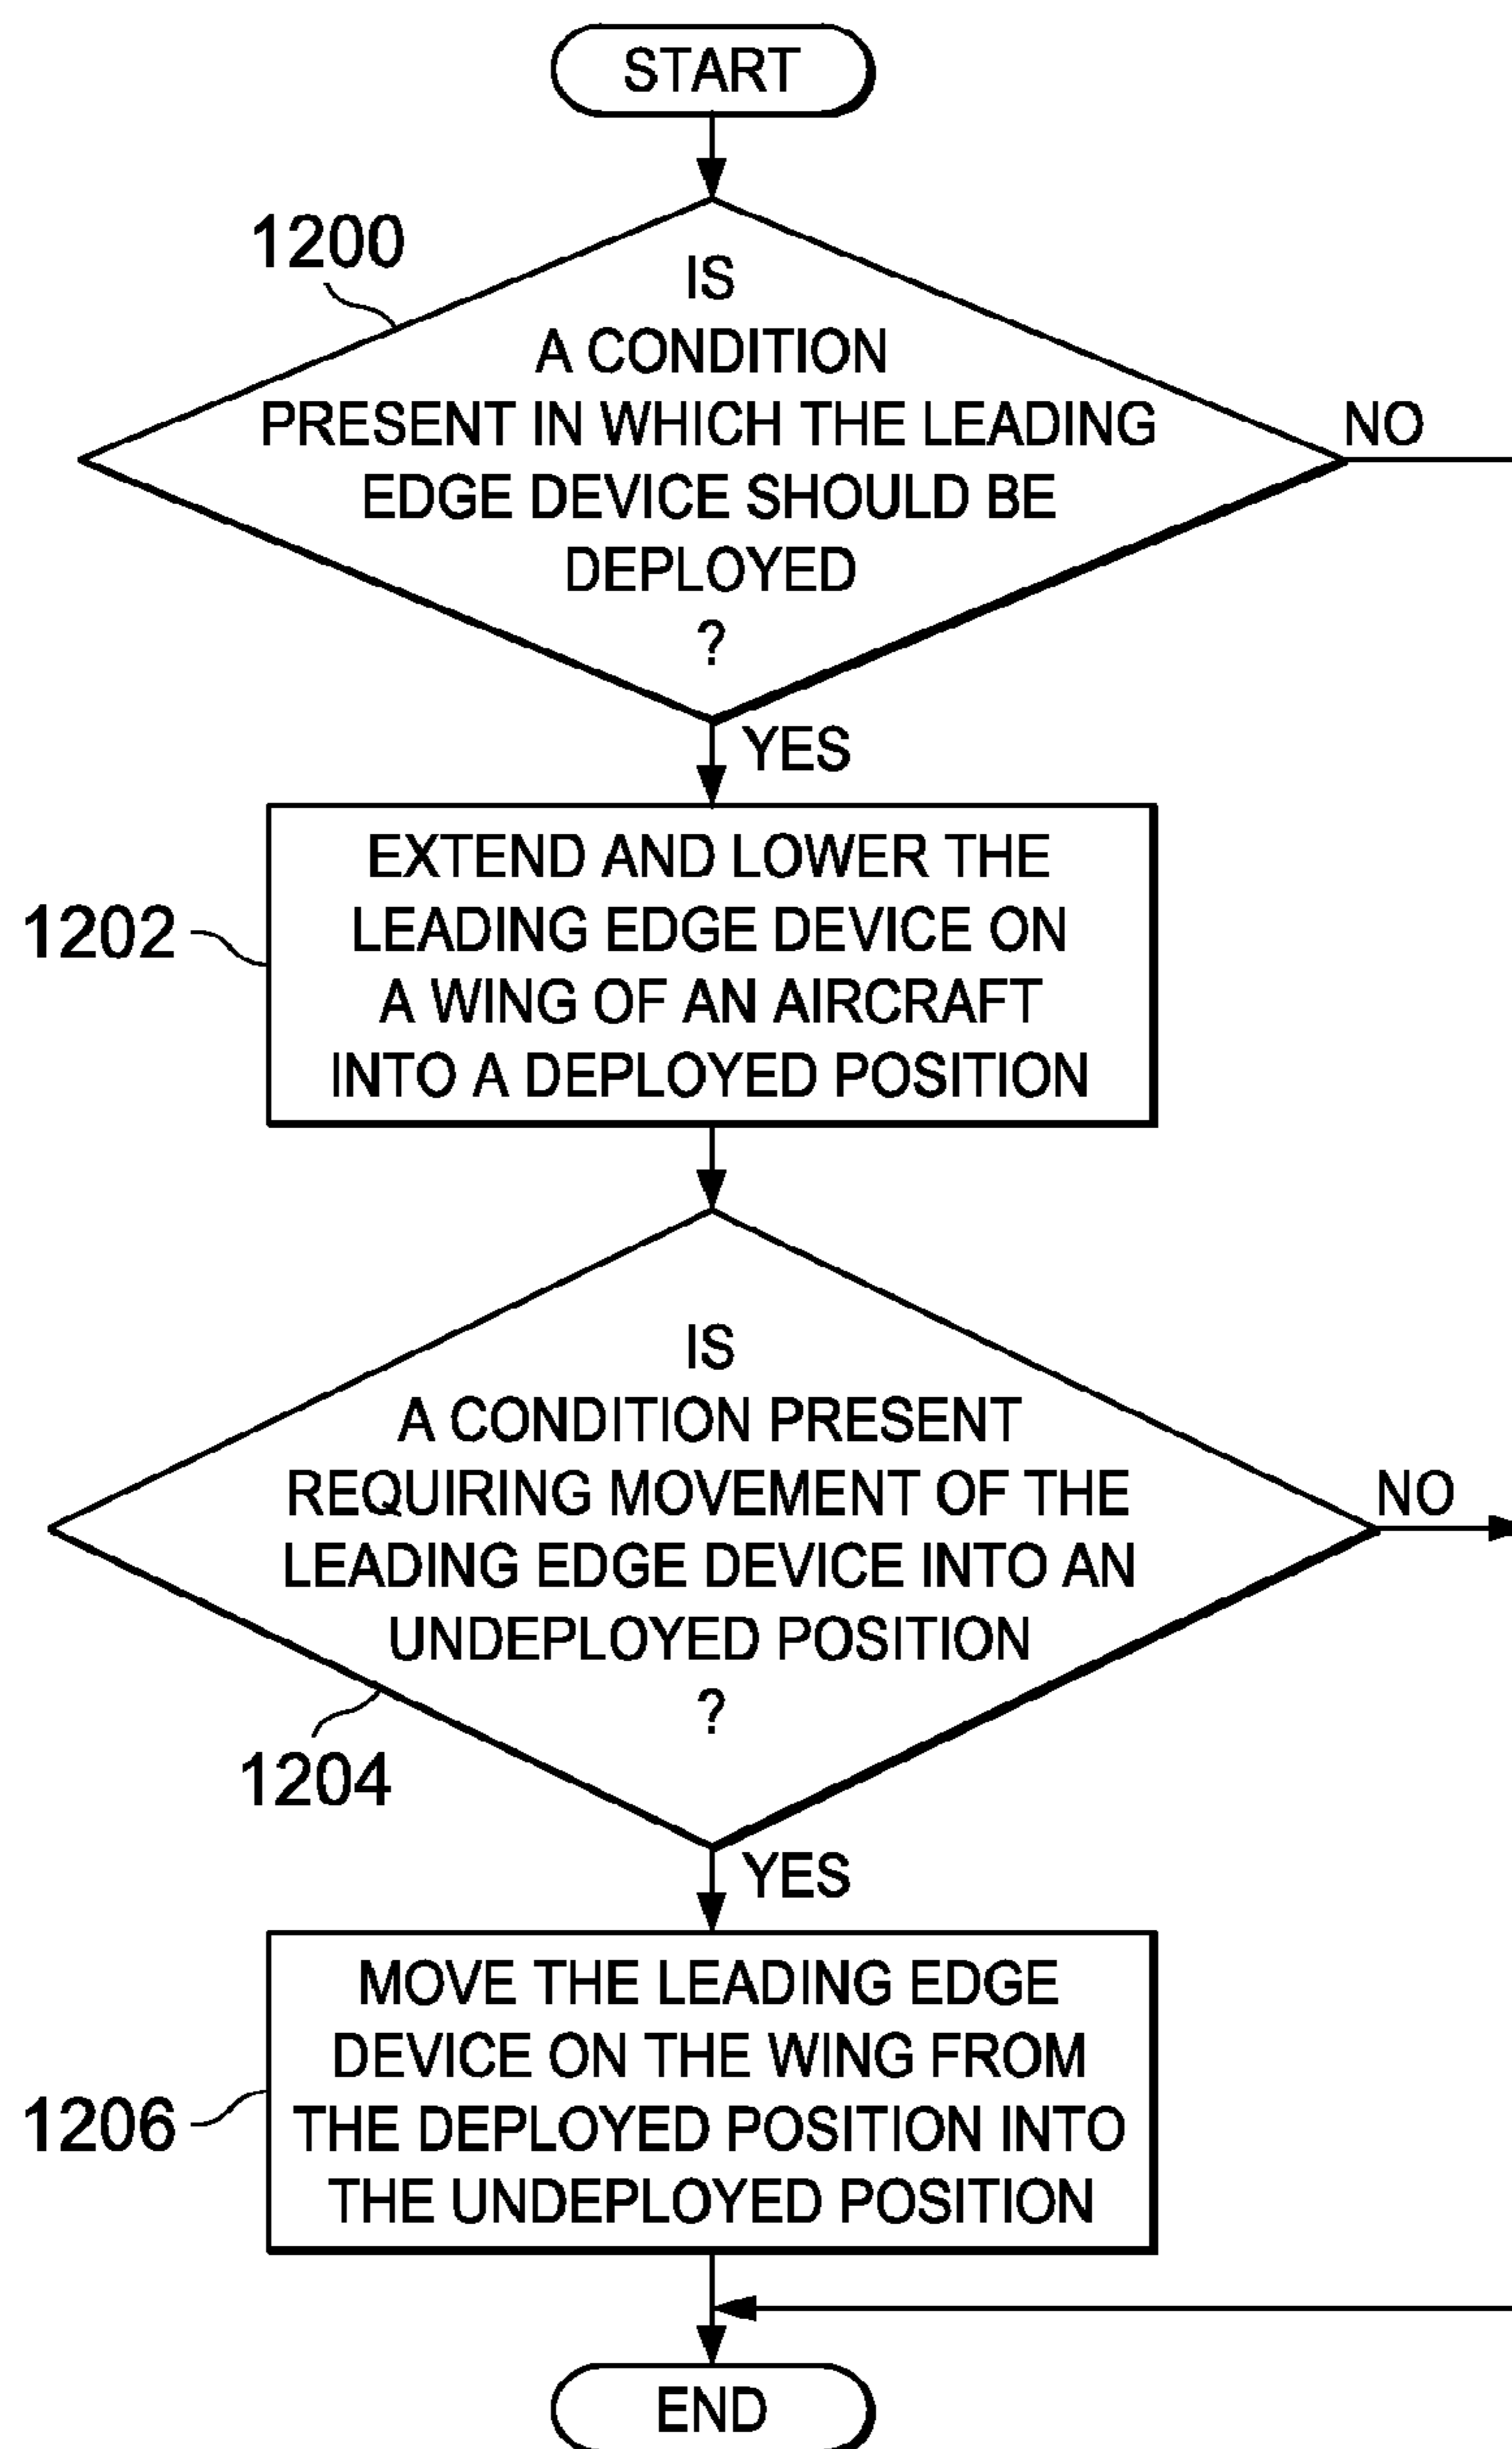 START
1200
IS
A CONDITION
PRESENT IN WHICH THE LEADING
EDGE DEVICE SHOULD BE
DEPLOYED
?
NO
YES
1202
EXTEND AND LOWER THE
LEADING EDGE DEVICE ON
A WING OF AN AIRCRAFT
INTO A DEPLOYED POSITION
IS
A CONDITION PRESENT
REQUIRING MOVEMENT OF THE
LEADING EDGE DEVICE INTO AN
UNDEPLOYED POSITION
?
NO
1204
YES
1206
MOVE THE LEADING EDGE
DEVICE ON THE WING FROM
THE DEPLOYED POSITION INTO
THE UNDEPLOYED POSITION
END